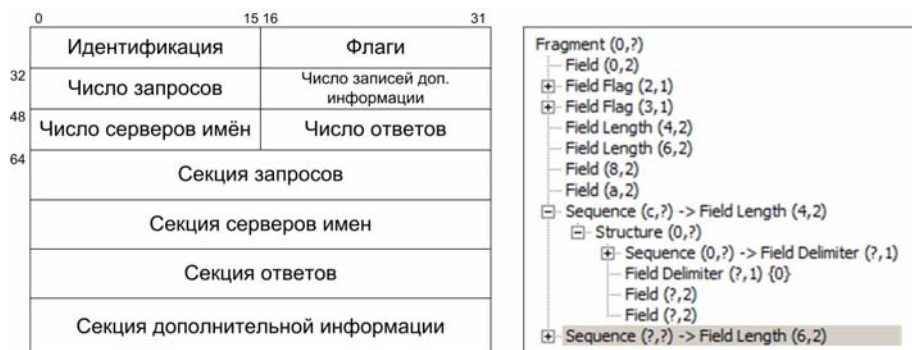 0 15 16 31
Идентификация Флаги
32
Число запросов Число записей доп. информации
48
Число серверов имён Число ответов
64
Секция запросов
Секция серверов имен
Секция ответов
Секция дополнительной информации
Fragment (0,?)
Field (0,2)
Field Flag (2,1)
Field Flag (3,1)
Field Length (4,2)
Field Length (6,2)
Field (8,2)
Field (a,2)
Sequence (c,?) -> Field Length (4,2)
Structure (0,?)
Sequence (0,?) -> Field Delimiter (?,1)
Field Delimiter (?,1) {0}
Field (?,2)
Field (?,2)
Sequence (?,?) -> Field Length (6,2)